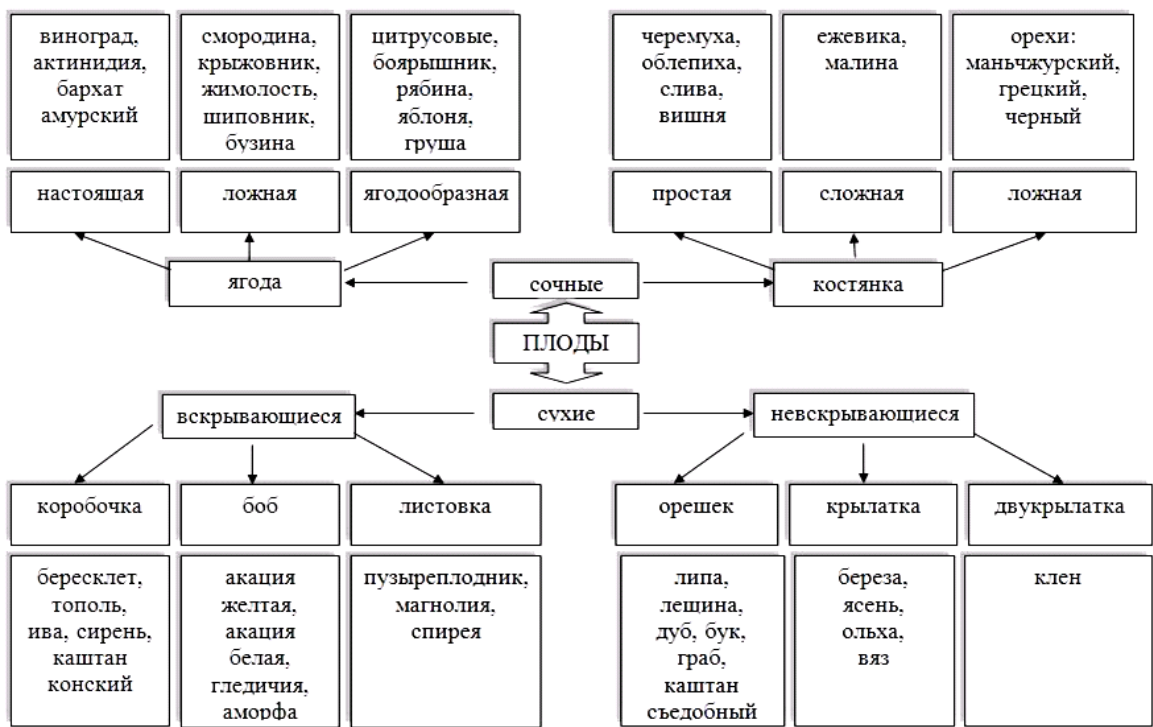 виноград,
актинидия,
бархат
амурский
смородина,
крыжовник,
жимолость,
шиповник,
бузина
цитрусовые,
боярышник,
рябина,
яблоня,
груша
черемуха,
облепиха,
слива,
вишня
ежевика,
малина
орехи:
маньчжурский,
грецкий,
черный
настоящая
ложная
ягодообразная
простая
сложная
ложная
ягода
сочные
костянка
ПЛОДЫ
вскрывающиеся
сухие
невскрывающиеся
коробочка
боб
листовка
орешек
крылатка
двукрылатка
бересклет,
тополь,
ива, сирень,
каштан
конский
акация
желтая,
акация
белая,
гледичия,
аморфа
пузыреплодник,
магнолия,
спирея
липа,
лещина,
дуб, бук,
граб,
каштан
съедобный
береза,
ясень,
ольха,
вяз
клен